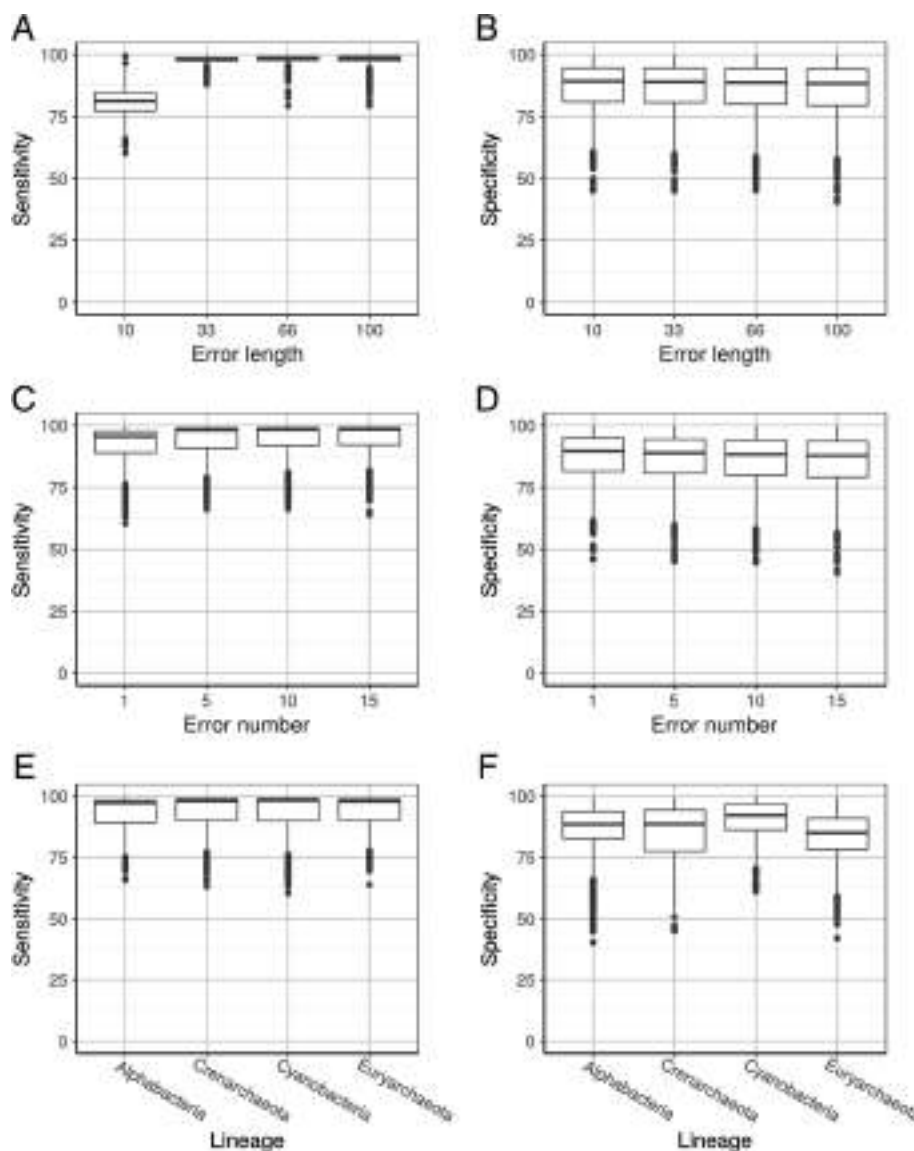 A
B
100
75
50
25
0
Sensitivity
10 33 66 100
Error length
100
75
50
25
0
Specificity
10 33 66 100
Error length
C
D
100
75
50
25
0
Sensitivity
1 5 10 15
Error number
100
75
50
25
0
Specificity
1 5 10 15
Error number
E
F
100
75
50
25
0
Sensitivity
Alphabacteria
Crenarchaeota
Cyanobacteria
Euryarchaeota
Lineage
100
75
50
25
0
Specificity
Alphabacteria
Crenarchaeota
Cyanobacteria
Euryarchaeota
Lineage